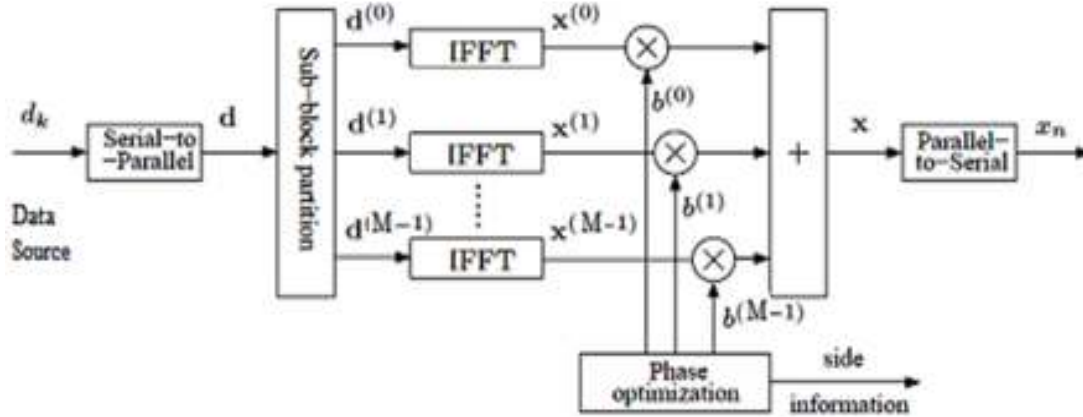 d^(0)
IFFT
x^(0)
b^(0)
d_k
Serial-to
-Parallel
d
Sub-block partition
d^(1)
IFFT
x^(1)
b^(1)
+
x
Parallel-
to-Serial
x_n
Data
Source
d^(M-1)
IFFT
x^(M-1)
b^(M-1)
Phase
optimization
side
information